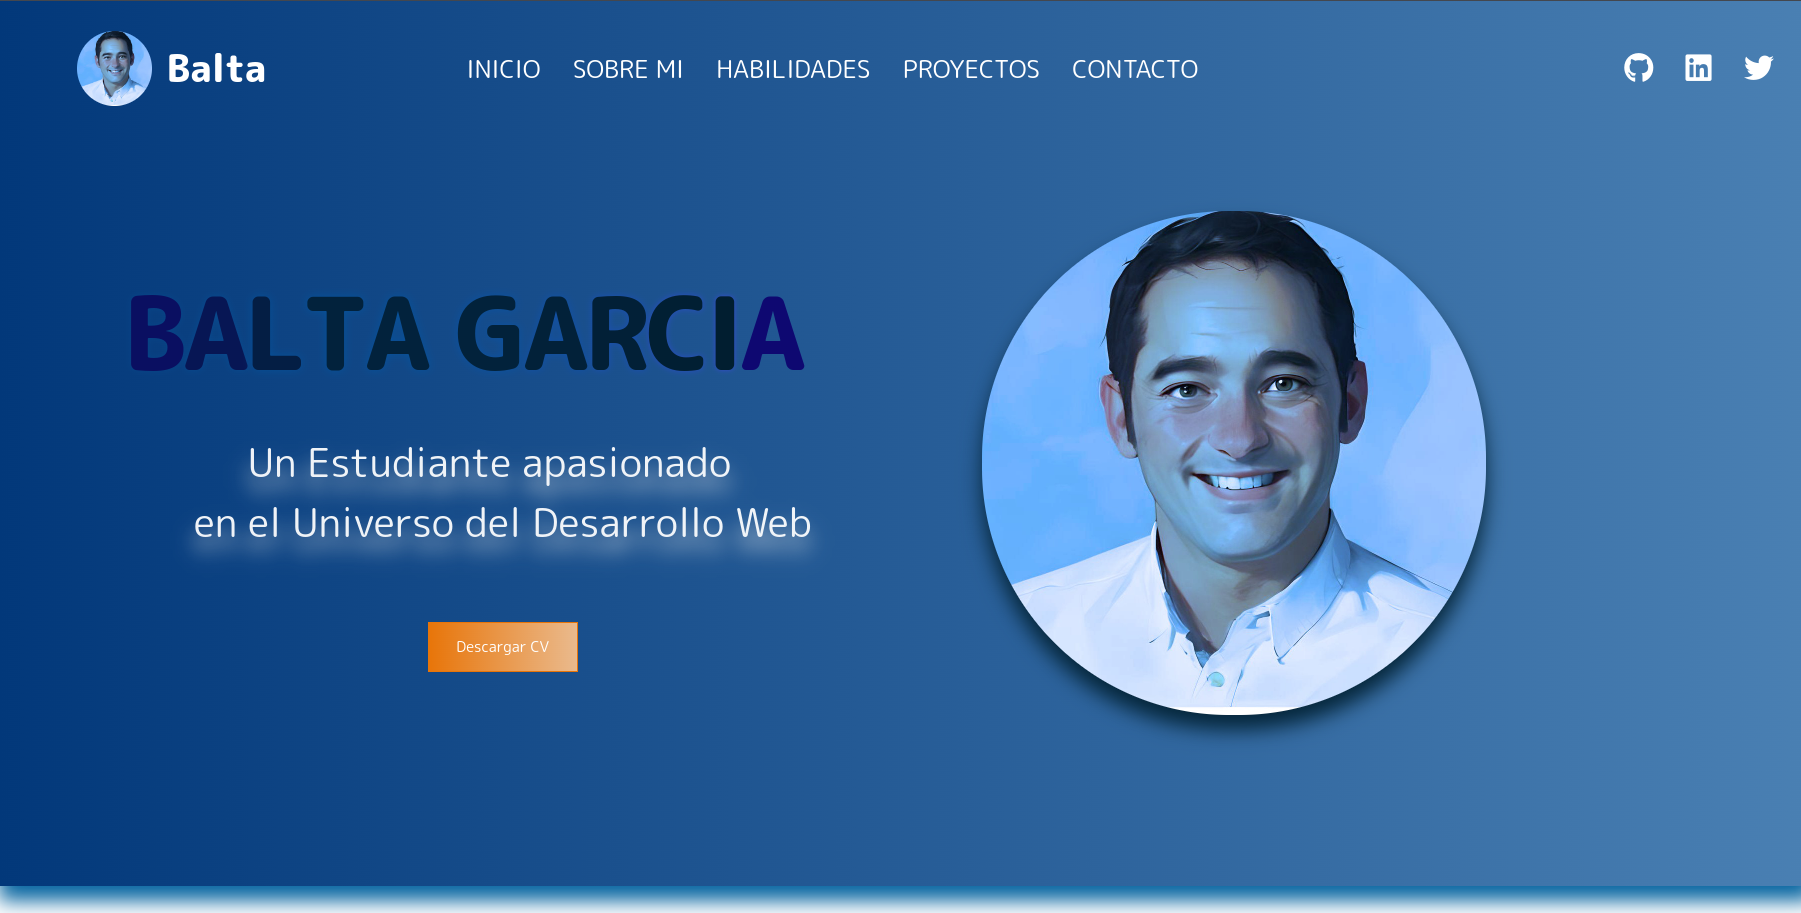 Balta
INICIO SOBRE MI HABILIDADES PROYECTOS CONTACTO
BALTA GARCIA
Un Estudiante apasionado
en el Universo del Desarrollo Web
Descargar CV